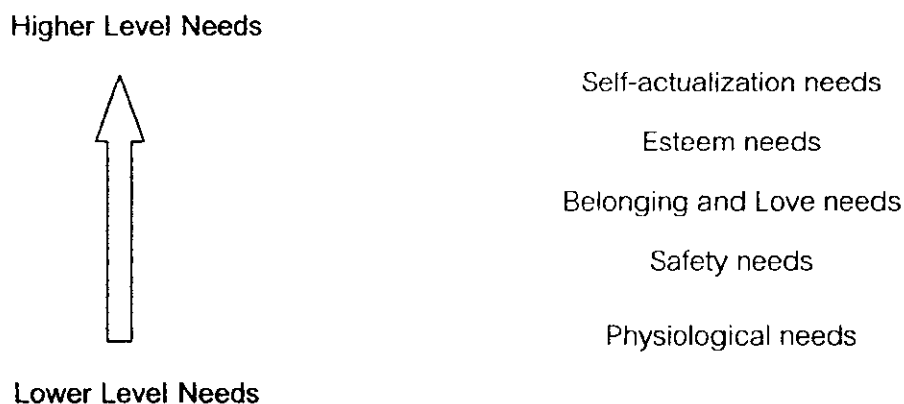 Higher Level Needs
Self-actualization needs
Esteem needs
Belonging and Love needs
Safety needs
Physiological needs
Lower Level Needs